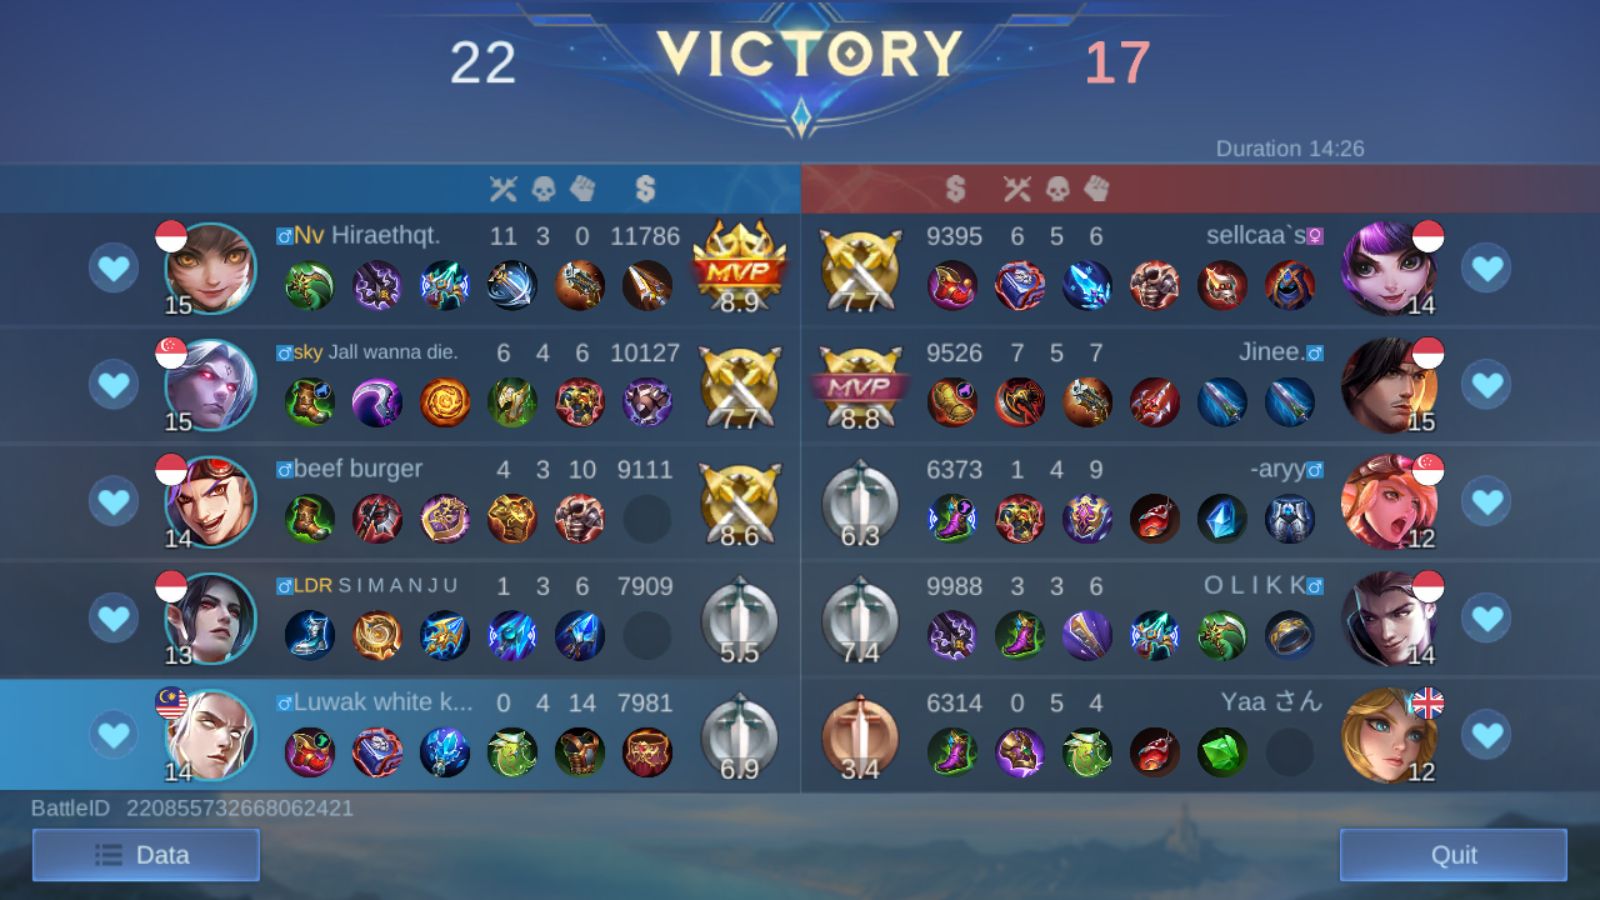 22 VICTORY 17
Duration 14:26
Nv Hiraethqt. 11 3 0 11786
15
MVP
8.9
9395 6 5 6 sellcaa`s
7.7
14
sky Jall wanna die. 6 4 6 10127
15
7.7
9526 7 5 7 Jinee.
MVP
8.8
15
beef burger 4 3 10 9111
14
8.6
6373 1 4 9 -aryy
6.3
12
LDR S I M A N J U 1 3 6 7909
13
5.5
9988 3 3 6 O L I K K
7.4
14
Luwak white k... 0 4 14 7981
14
6.9
6314 0 5 4 Yaa さん
3.4
12
BattleID 220855732668062421
Data
Quit